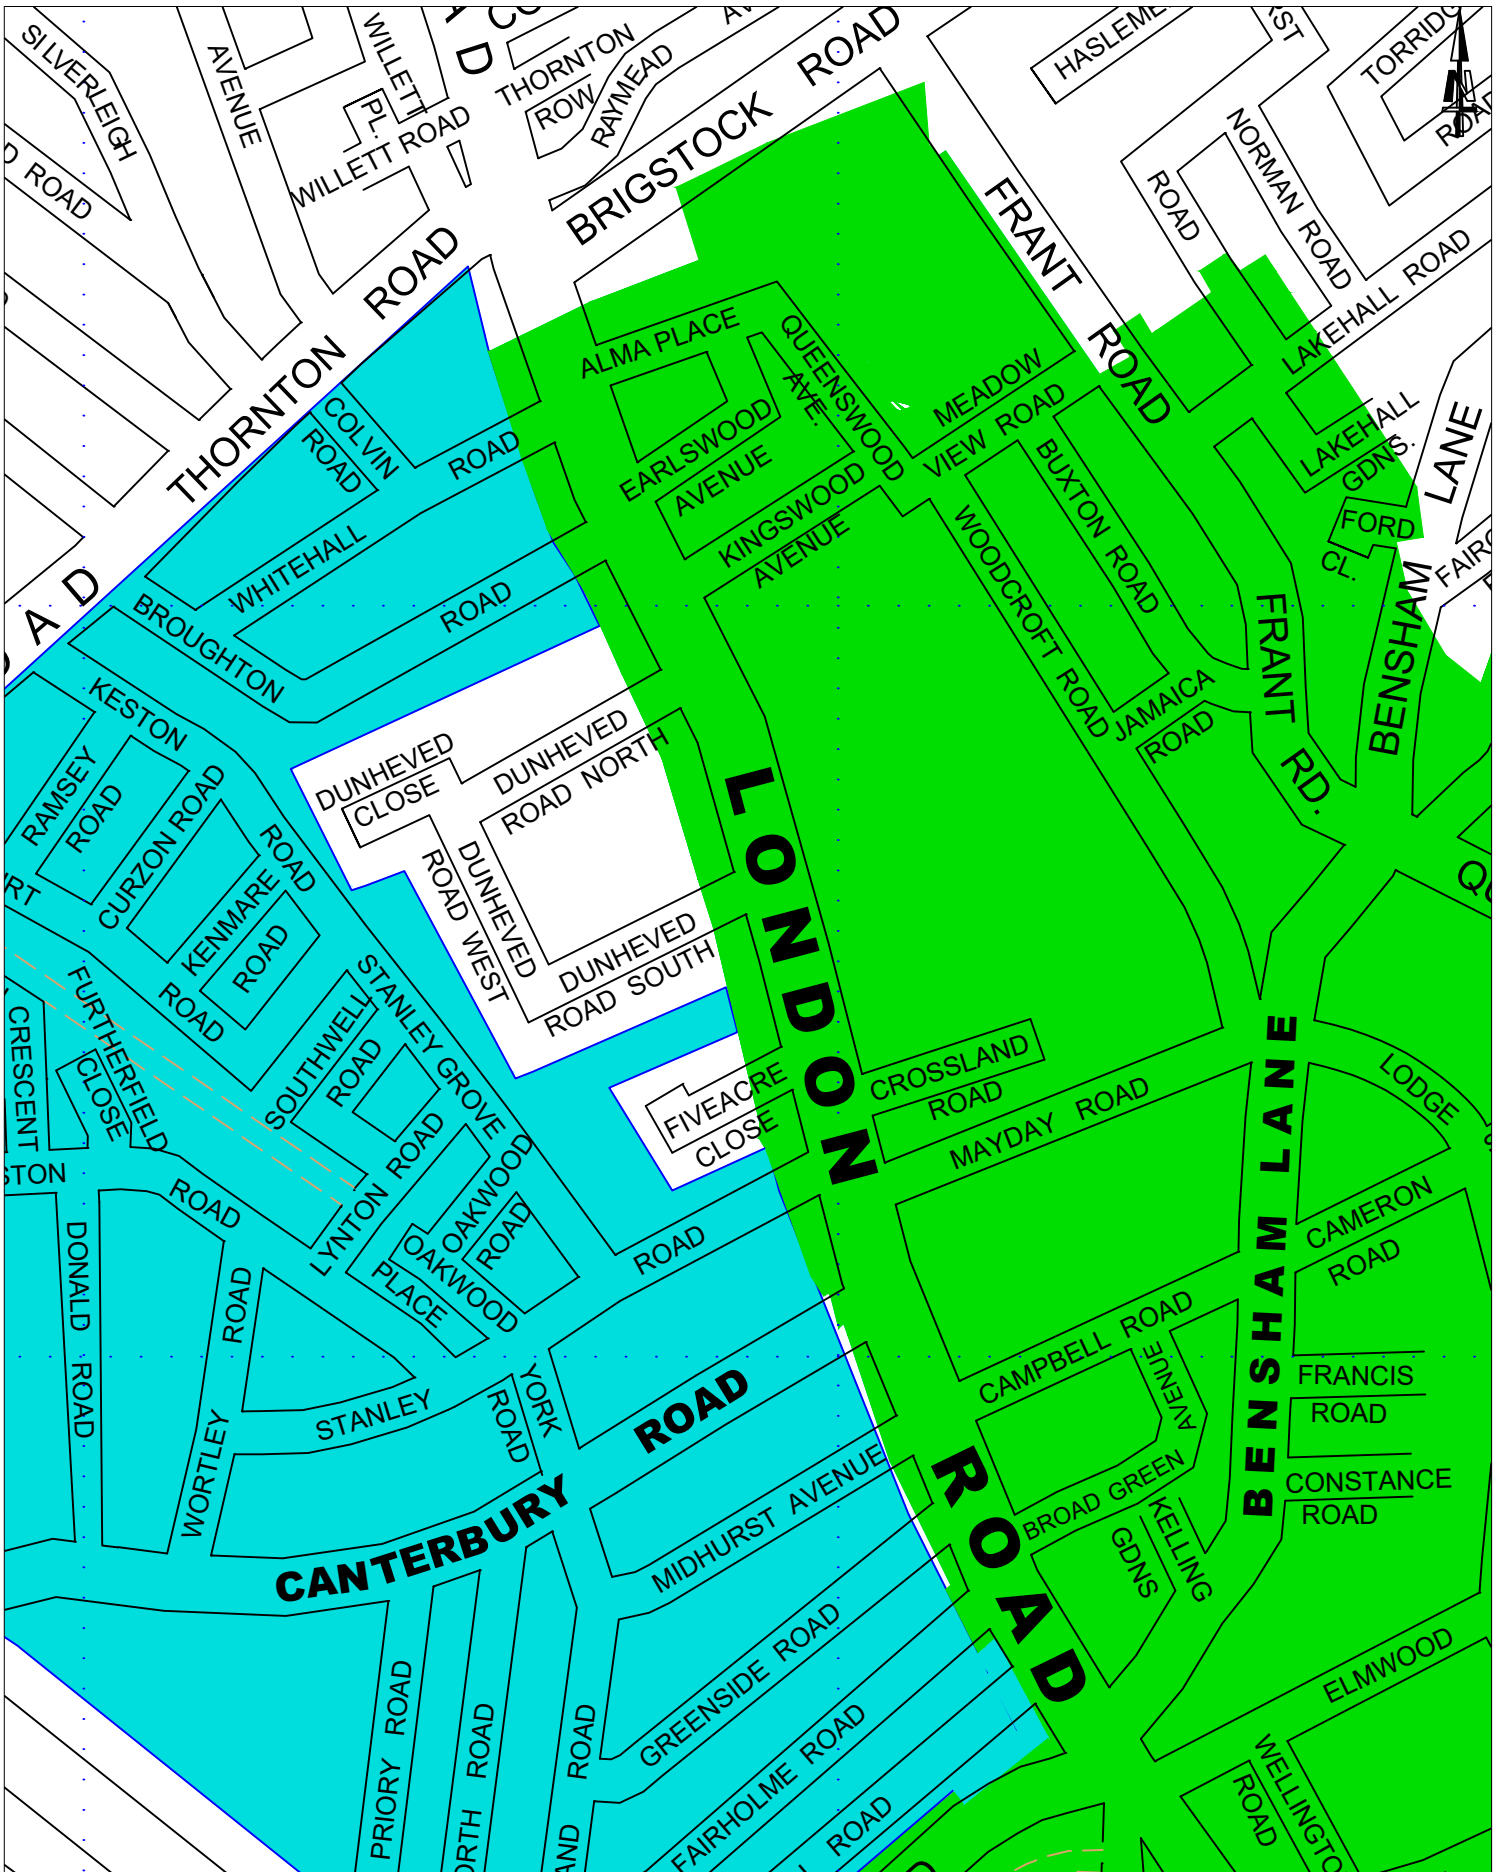 SILVERLEIGH
AVENUE
WILLETT
PL.
WILLETT ROAD
THORNTON
ROW
RAYMEAD
BRIGSTOCK ROAD
ROAD
N
ROAD
NORMAN ROAD
ROAD
LAKEHALL ROAD
THORNTON ROAD
FRANT ROAD
ALMA PLACE
QUEENSWOOD
AVE.
EARLSWOOD
AVENUE
KINGSWOOD
AVENUE
MEADOW
VIEW ROAD
BUXTON ROAD
WOODCROFT ROAD
JAMAICA
ROAD
LAKEHALL
GDNS.
FORD
CL.
BENSHAM LANE
FRANT RD.
COLVIN
ROAD
WHITEHALL ROAD
BROUGHTON ROAD
KESTON ROAD
RAMSEY
ROAD
CURZON ROAD
KENMARE
ROAD
ROAD
DUNHEVED
CLOSE
DUNHEVED
ROAD NORTH
DUNHEVED
ROAD WEST
DUNHEVED
ROAD SOUTH
STANLEY GROVE
SOUTHWELL
ROAD
FURTHERFIELD
CLOSE
CRESCENT
LYNTON ROAD
OAKWOOD
ROAD
OAKWOOD
PLACE
ROAD
FIVEACRE
CLOSE
ROAD
LONDON ROAD
CROSSLAND
ROAD
MAYDAY ROAD
BENSHAM LANE
LODGE
CAMERON
ROAD
CAMPBELL ROAD
AVENUE
BROAD GREEN
FRANCIS
ROAD
CONSTANCE
ROAD
KELLING
GDNS
ELMWOOD
ROAD
DONALD ROAD
WORTLEY ROAD
STANLEY
YORK
ROAD
CANTERBURY ROAD
MIDHURST AVENUE
GREENSIDE ROAD
FAIRHOLME ROAD
ROAD
PRIORY ROAD
ROAD
ROAD